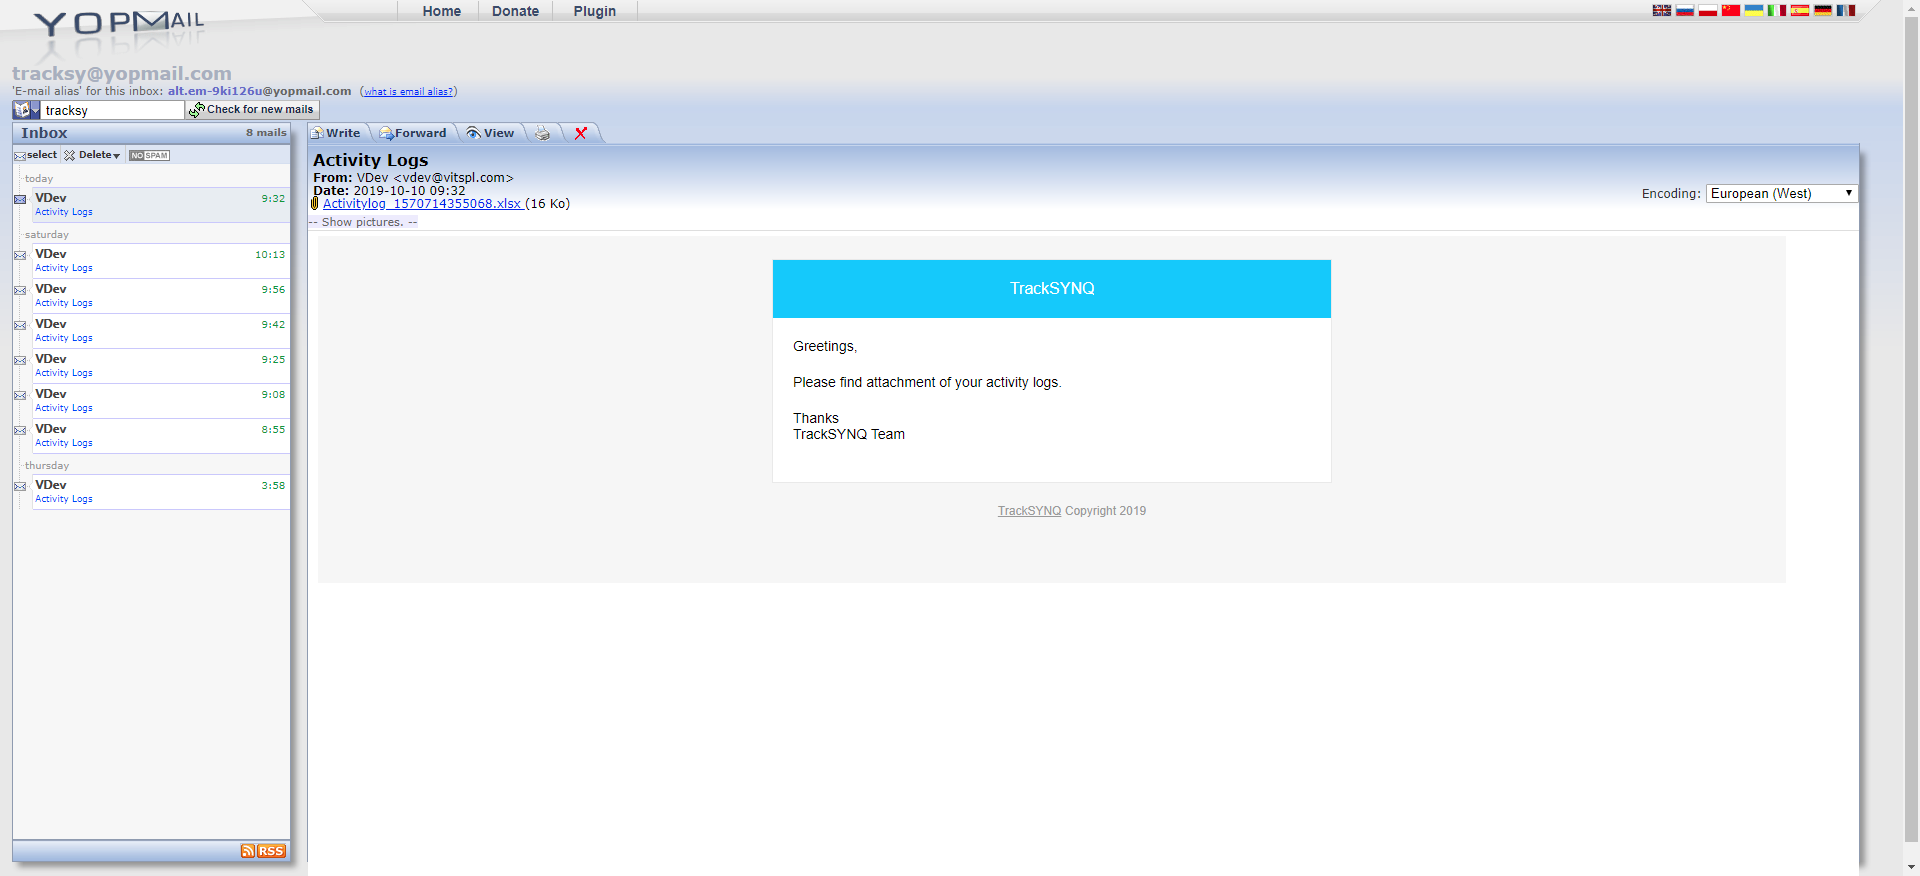 YOPMAIL
Home
Donate
Plugin
tracksy@yopmail.com
'E-mail alias' for this inbox: alt.em-9ki126u@yopmail.com (what is email alias?)
tracksy
Check for new mails
Inbox
8 mails
select
Delete
NO SPAM
today
VDev
9:32
Activity Logs
saturday
VDev
10:13
Activity Logs
VDev
9:56
Activity Logs
VDev
9:42
Activity Logs
VDev
9:25
Activity Logs
VDev
9:08
Activity Logs
VDev
8:55
Activity Logs
thursday
VDev
3:58
Activity Logs
RSS
Write
Forward
View
Activity Logs
From: VDev <vdev@vitspl.com>
Date: 2019-10-10 09:32
Activitylog_1570714355068.xlsx (16 Ko)
-- Show pictures. --
Encoding:
European (West)
TrackSYNQ
Greetings,
Please find attachment of your activity logs.
Thanks
TrackSYNQ Team
TrackSYNQ Copyright 2019